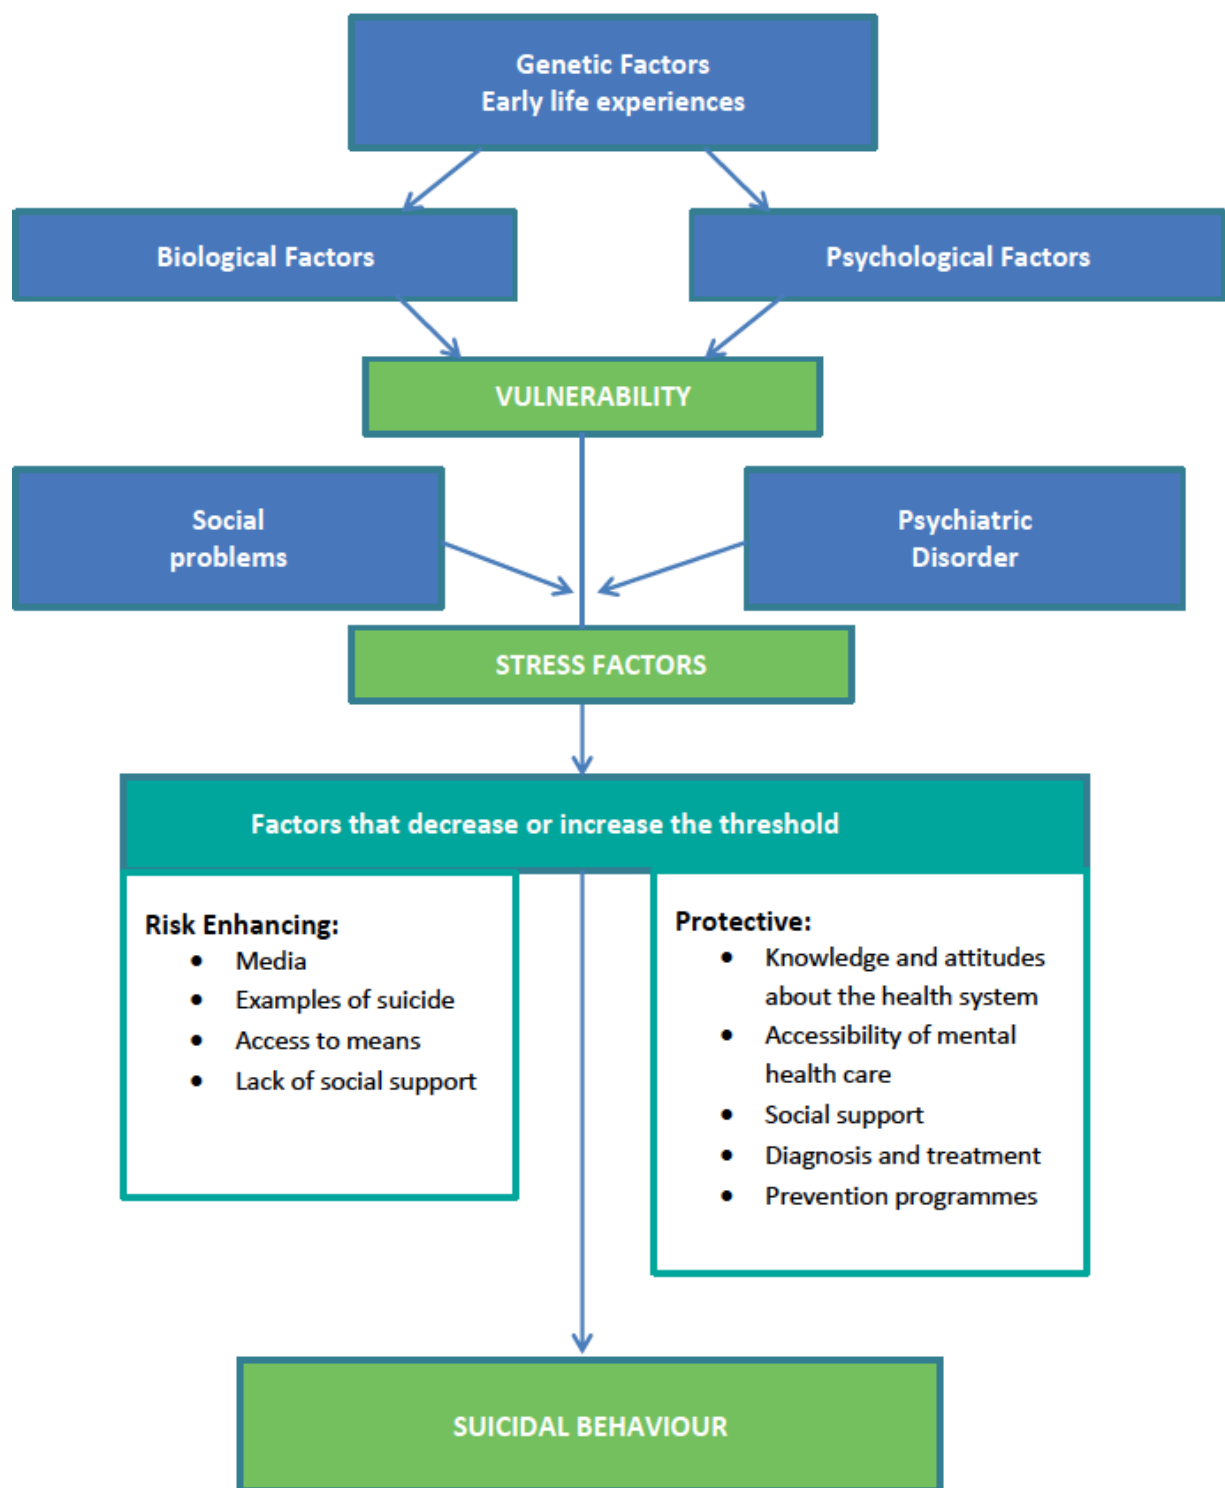 Genetic Factors
Early life experiences
Biological Factors
Psychological Factors
VULNERABILITY
Social
problems
Psychiatric
Disorder
STRESS FACTORS
Factors that decrease or increase the threshold
Risk Enhancing:
• Media
• Examples of suicide
• Access to means
• Lack of social support
Protective:
• Knowledge and attitudes
about the health system
• Accessibility of mental
health care
• Social support
• Diagnosis and treatment
• Prevention programmes
SUICIDAL BEHAVIOUR